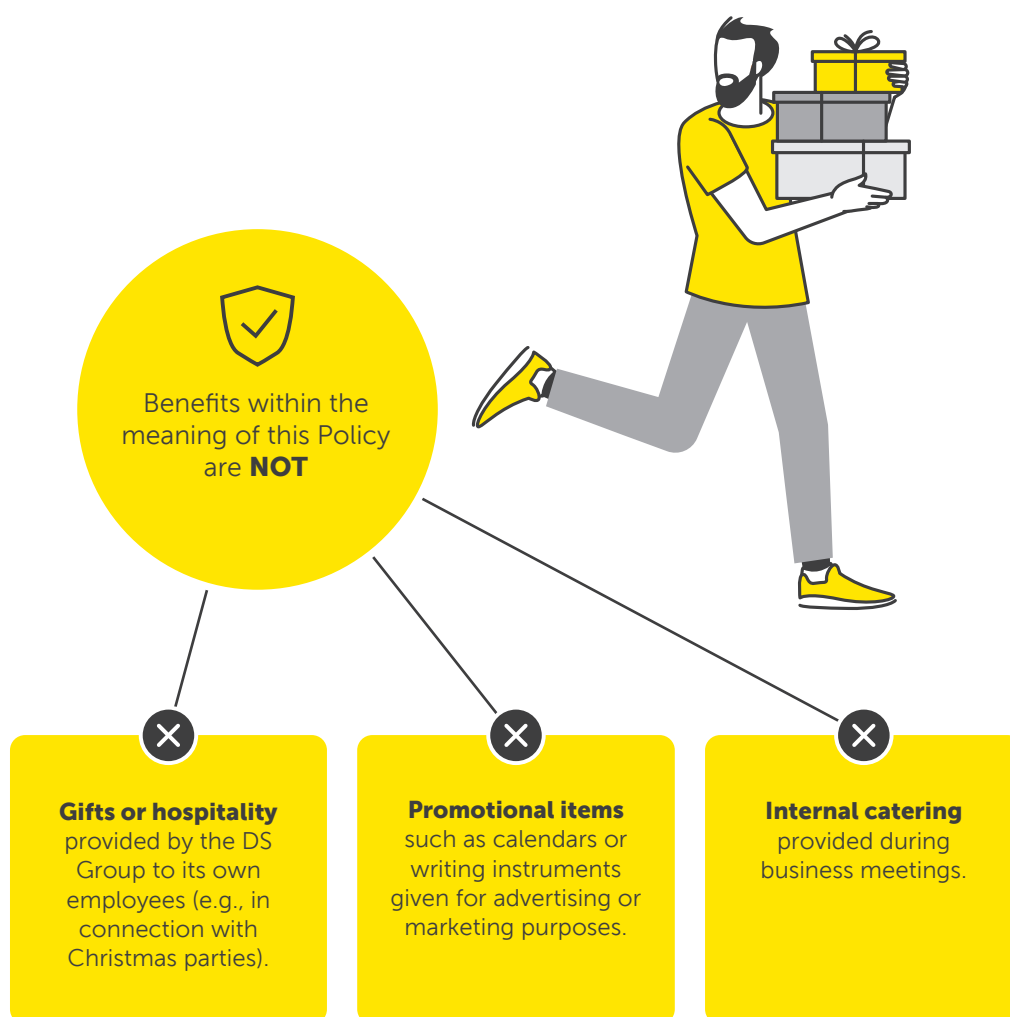 Benefits within the
meaning of this Policy
are NOT
Gifts or hospitality
provided by the DS
Group to its own
employees (e.g., in
connection with
Christmas parties).
Promotional items
such as calendars or
writing instruments
given for advertising or
marketing purposes.
Internal catering
provided during
business meetings.